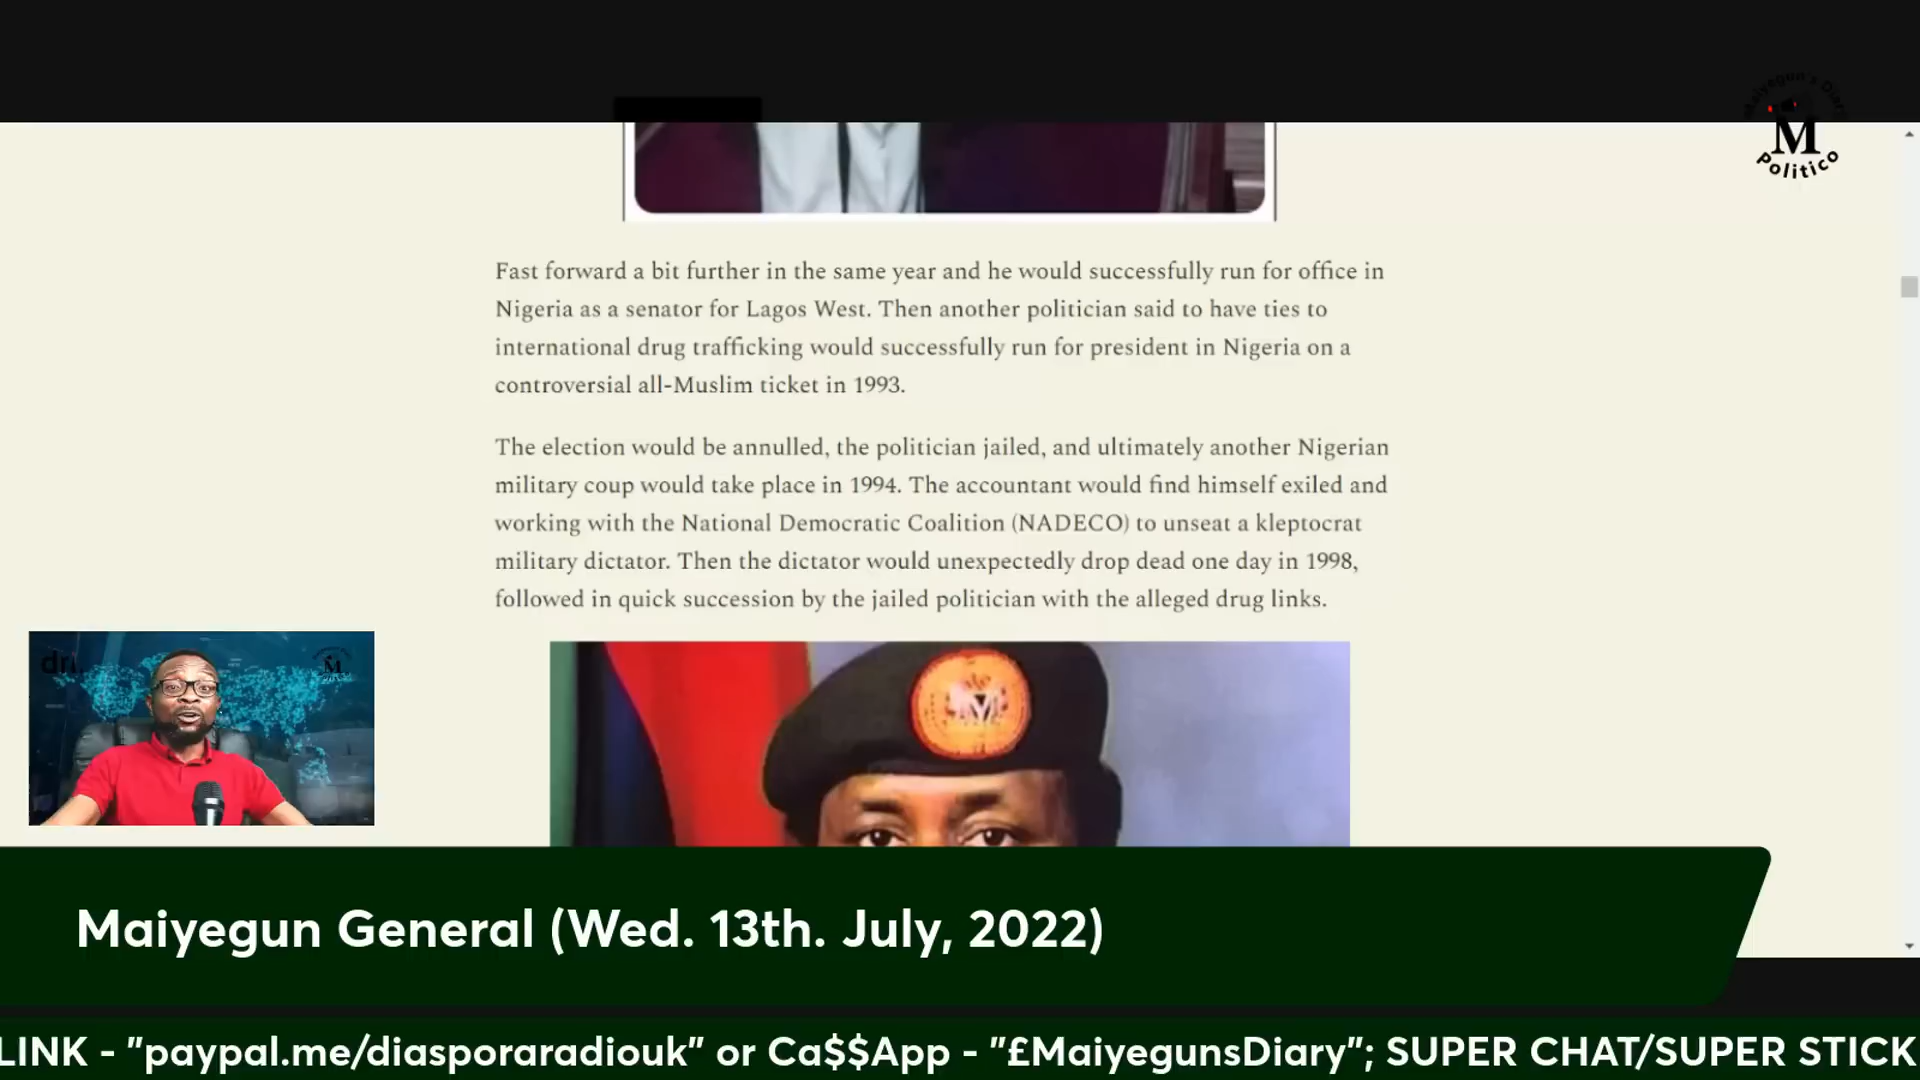 Maiyegun's Diary
M
Politico
Fast forward a bit further in the same year and he would successfully run for office in
Nigeria as a senator for Lagos West. Then another politician said to have ties to
international drug trafficking would successfully run for president in Nigeria on a
controversial all-Muslim ticket in 1993.
The election would be annulled, the politician jailed, and ultimately another Nigerian
military coup would take place in 1994. The accountant would find himself exiled and
working with the National Democratic Coalition (NADECO) to unseat a kleptocrat
military dictator. Then the dictator would unexpectedly drop dead one day in 1998,
followed in quick succession by the jailed politician with the alleged drug links.
M
Maiyegun General (Wed. 13th. July, 2022)
LINK - "paypal.me/diasporaradiouk" or Ca$$App - "£MaiyegunsDiary"; SUPER CHAT/SUPER STICK